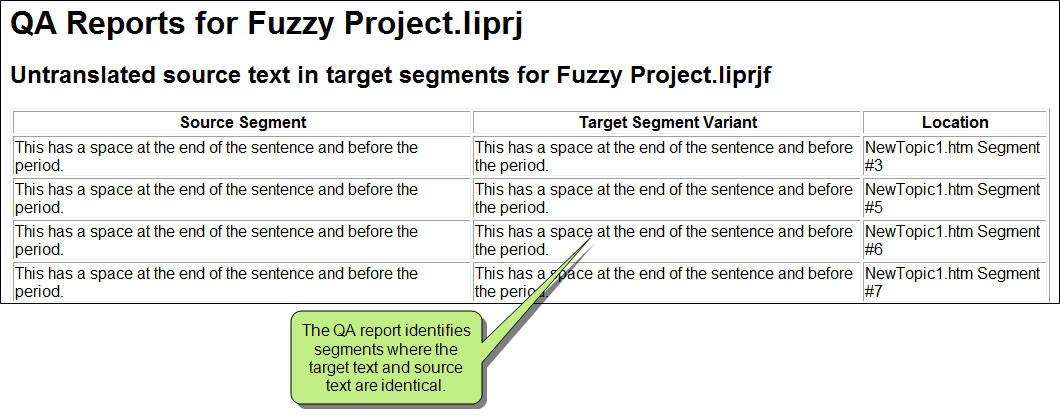 QA Reports for Fuzzy Project.liprj
Untranslated source text in target segments for Fuzzy Project.liprjf
Source Segment Target Segment Variant Location
This has a space at the end of the sentence and before the This has a space at the end of the sentence and before NewTopic1.htm Segment
period. the period. #3
This has a space at the end of the sentence and before the This has a space at the end of the sentence and before NewTopic1.htm Segment
period. the period. #5
This has a space at the end of the sentence and before the This has a space at the end of the sentence and before NewTopic1.htm Segment
period. the period. #6
This has a space at the end of the sentence and before the This has a space at the end of the sentence and before NewTopic1.htm Segment
period. the period. #7
The QA report identifies
segments where the
target text and source
text are identical.